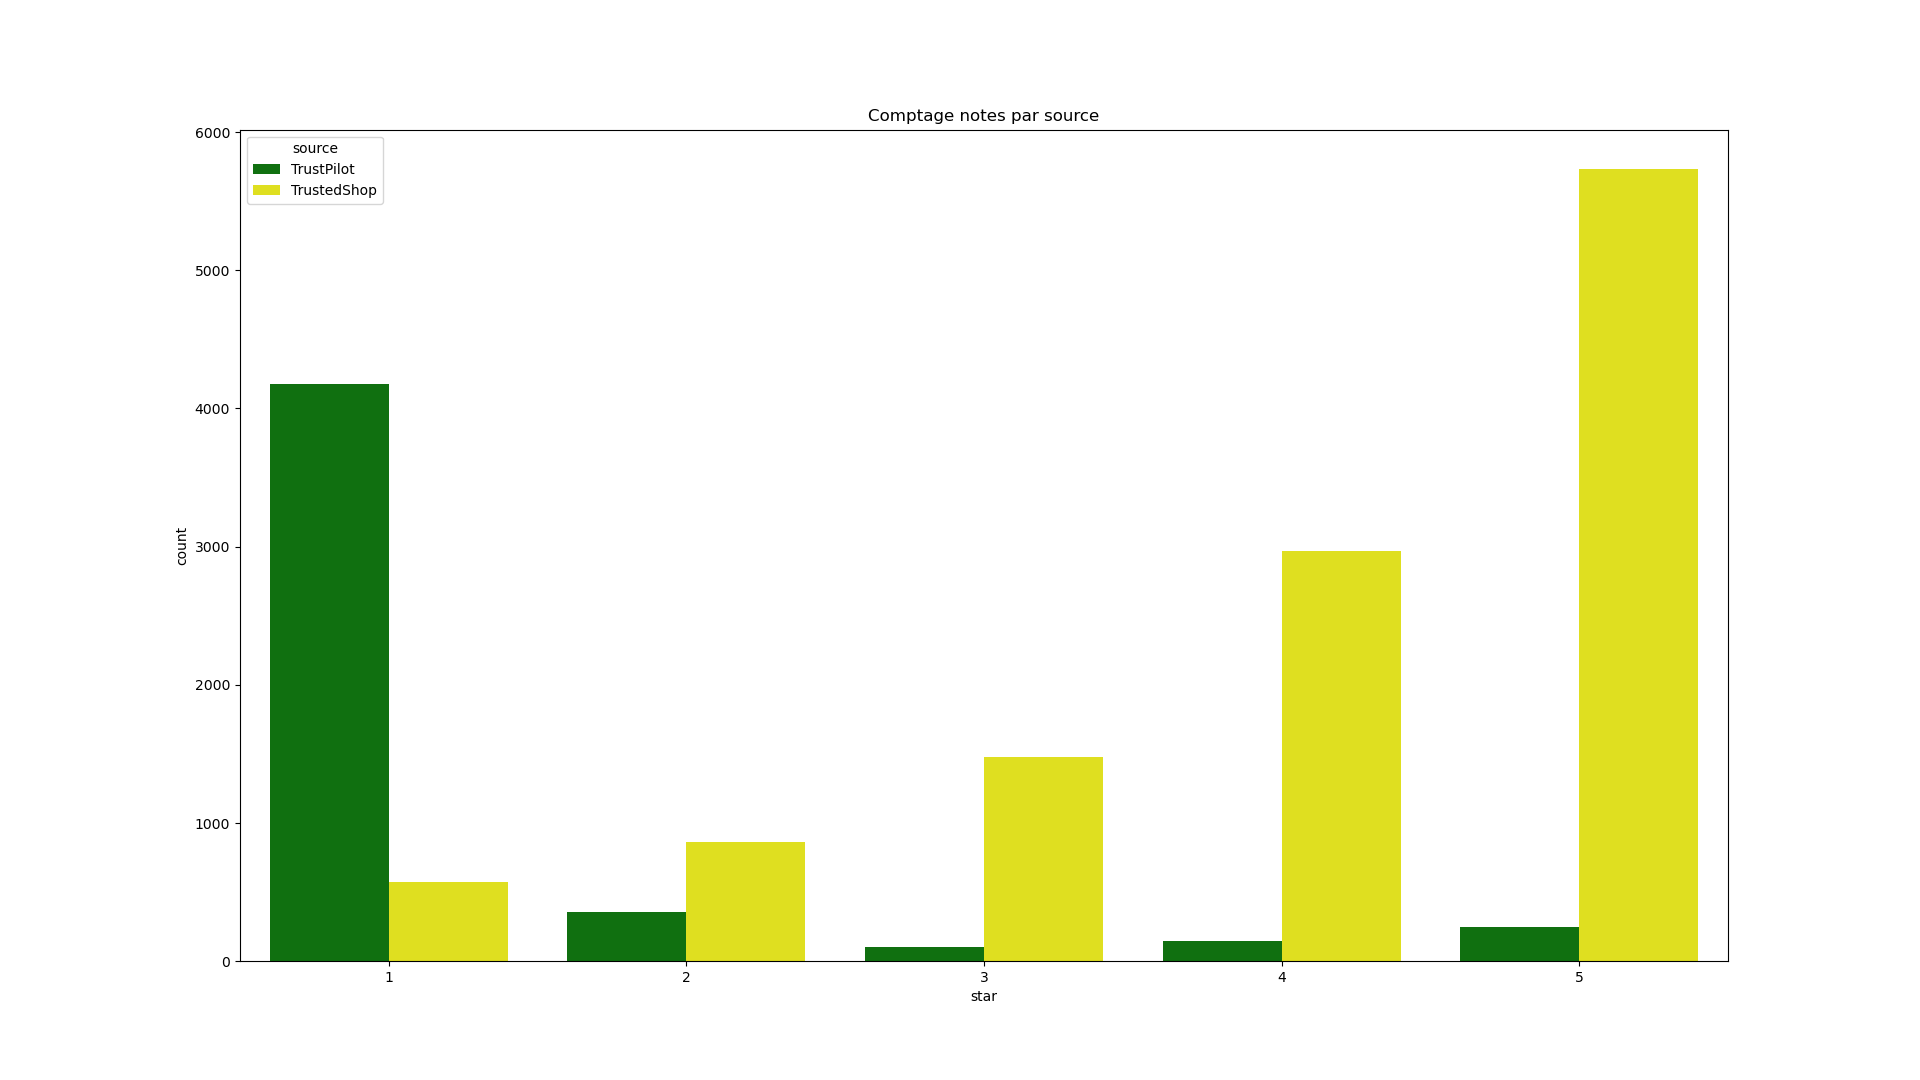 Comptage notes par source
source
TrustPilot
TrustedShop
6000
5000
4000
3000
2000
1000
0
count
1 2 3 4 5
star